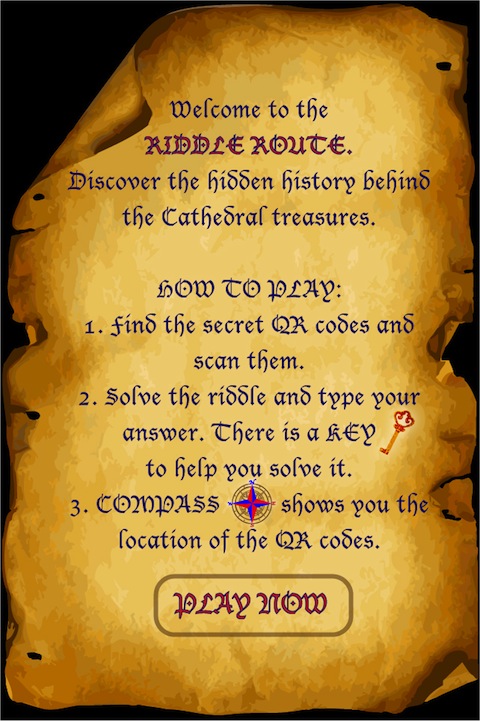 Welcome to the
RIDDLE ROUTE.
Discover the hidden history behind
the Cathedral treasures.
HOW TO PLAY:
1. Find the secret QR codes and
scan them.
2. Solve the riddle and type your
answer. There is a KEY
to help you solve it.
3. COMPASS shows you the
location of the QR codes.
PLAY NOW